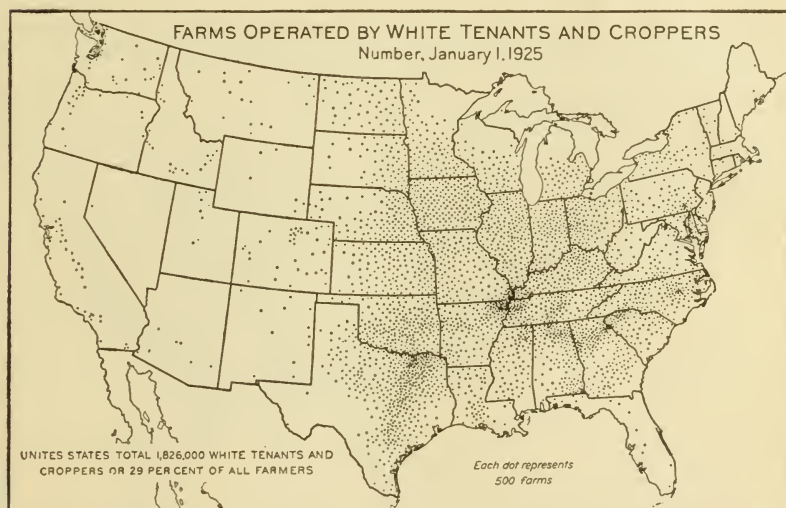 FARMS OPERATED BY WHITE TENANTS AND CROPPERS
Number, January 1, 1925
UNITES STATES TOTAL 1,826,000 WHITE TENANTS AND
CROPPERS OR 29 PER CENT OF ALL FARMERS
Each dot represents
500 farms